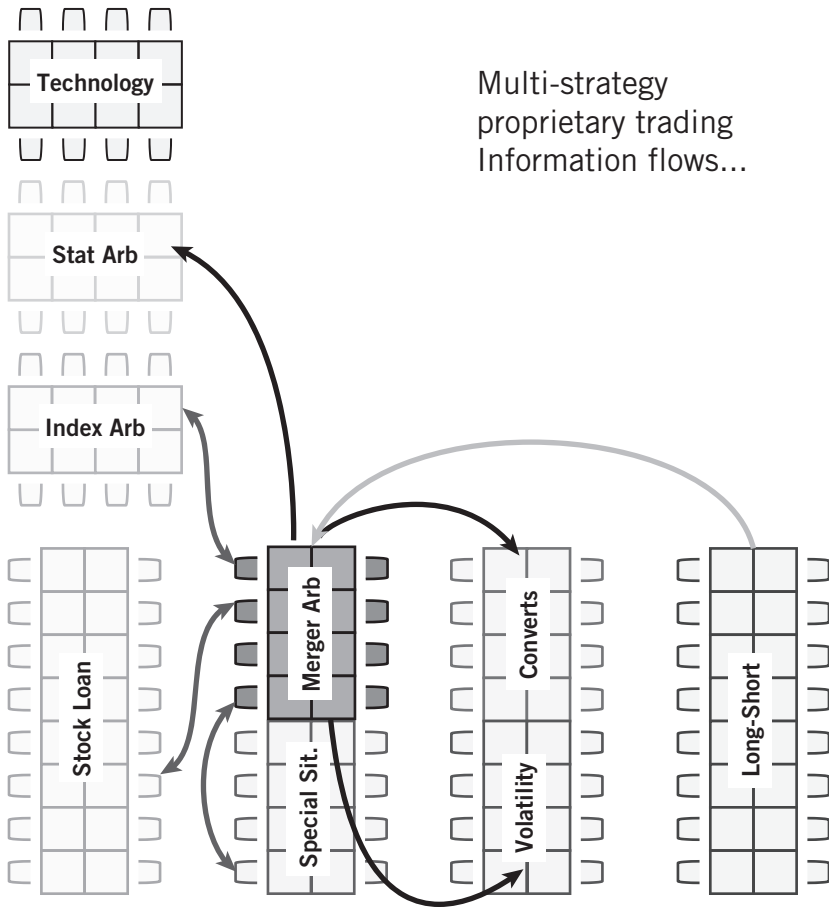 Technology
Multi-strategy
proprietary trading
Information flows...
Stat Arb
Index Arb
Stock Loan
Merger Arb
Special Sit.
Converts
Volatility
Long-Short